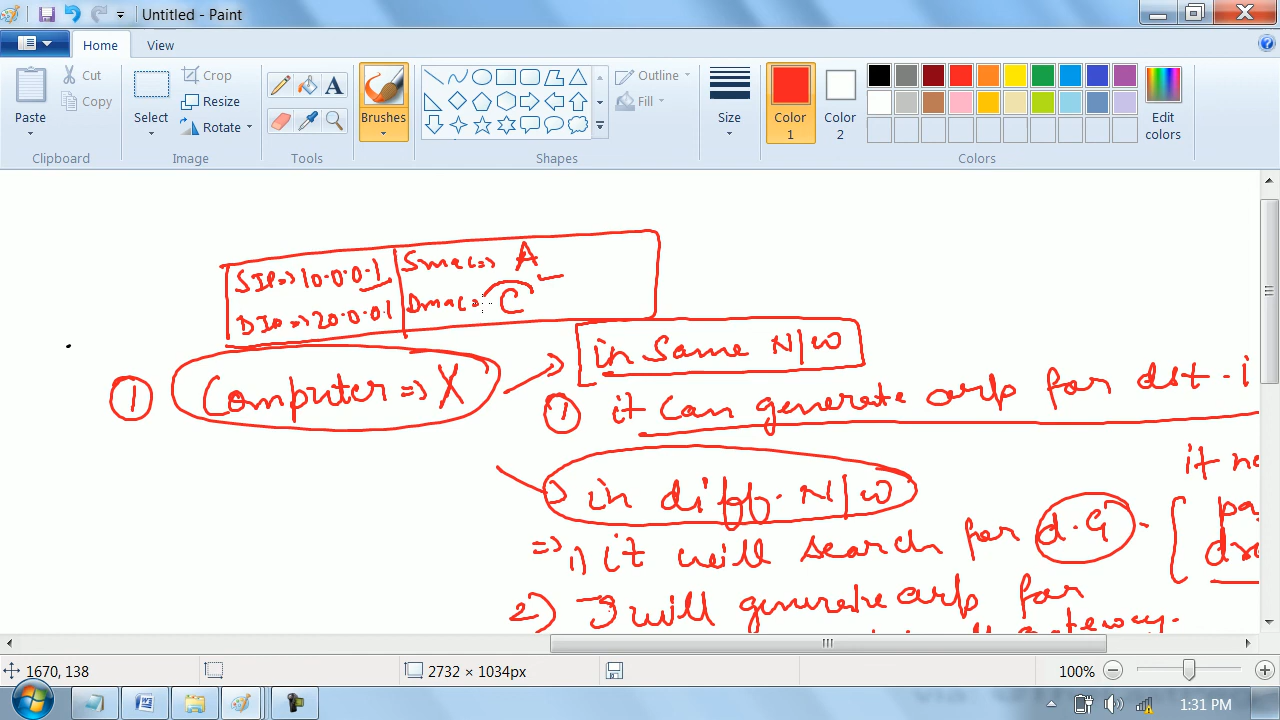 Untitled - Paint
Home
View
Paste
Cut
Copy
Clipboard
Select
Crop
Resize
Rotate
Image
Tools
Brushes
Shapes
Outline
Fill
Size
Color 1
Color 2
Edit colors
Colors
SIP=>10.0.0.1
Smac=> A
DIP=>20.0.0.1
Dmac=> C
① Computer => X
in same N/W
① it can generate arp for dst. i
in diff. N/W
=> 1) it will search for d.G.
2) I will generate arp for
gateway.
1670, 138
2732 × 1034px
100%
1:31 PM